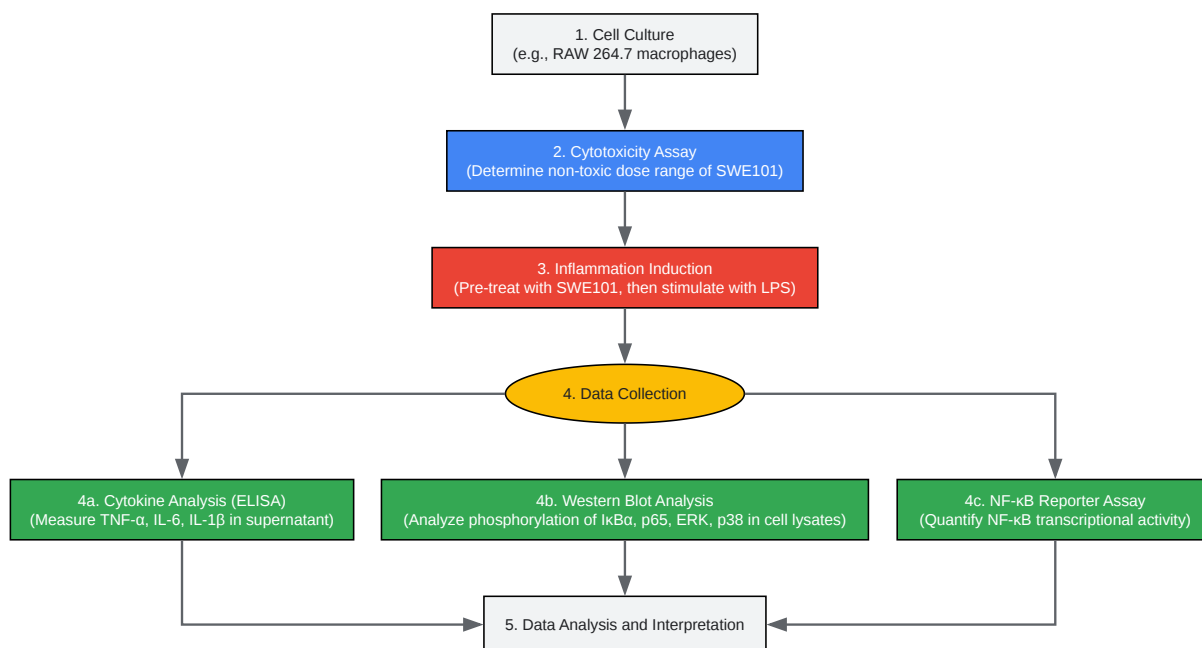 1. Cell Culture
(e.g., RAW 264.7 macrophages)
2. Cytotoxicity Assay
(Determine non-toxic dose range of SWE101)
3. Inflammation Induction
(Pre-treat with SWE101, then stimulate with LPS)
4. Data Collection
4a. Cytokine Analysis (ELISA)
(Measure TNF-α, IL-6, IL-1β in supernatant)
4b. Western Blot Analysis
(Analyze phosphorylation of IκBα, p65, ERK, p38 in cell lysates)
4c. NF-κB Reporter Assay
(Quantify NF-κB transcriptional activity)
5. Data Analysis and Interpretation